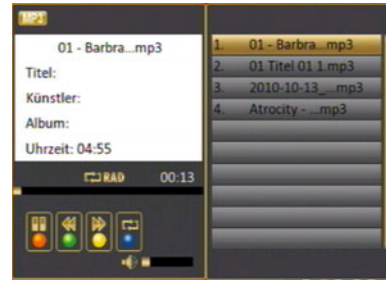 MP3
01 - Barbra...mp3
Titel:
Künstler:
Album:
Uhrzeit: 04:55
RAD 00:13
1. 01 - Barbra...mp3
2. 01 Titel 01 1.mp3
3. 2010-10-13_...mp3
4. Atrocity - ...mp3